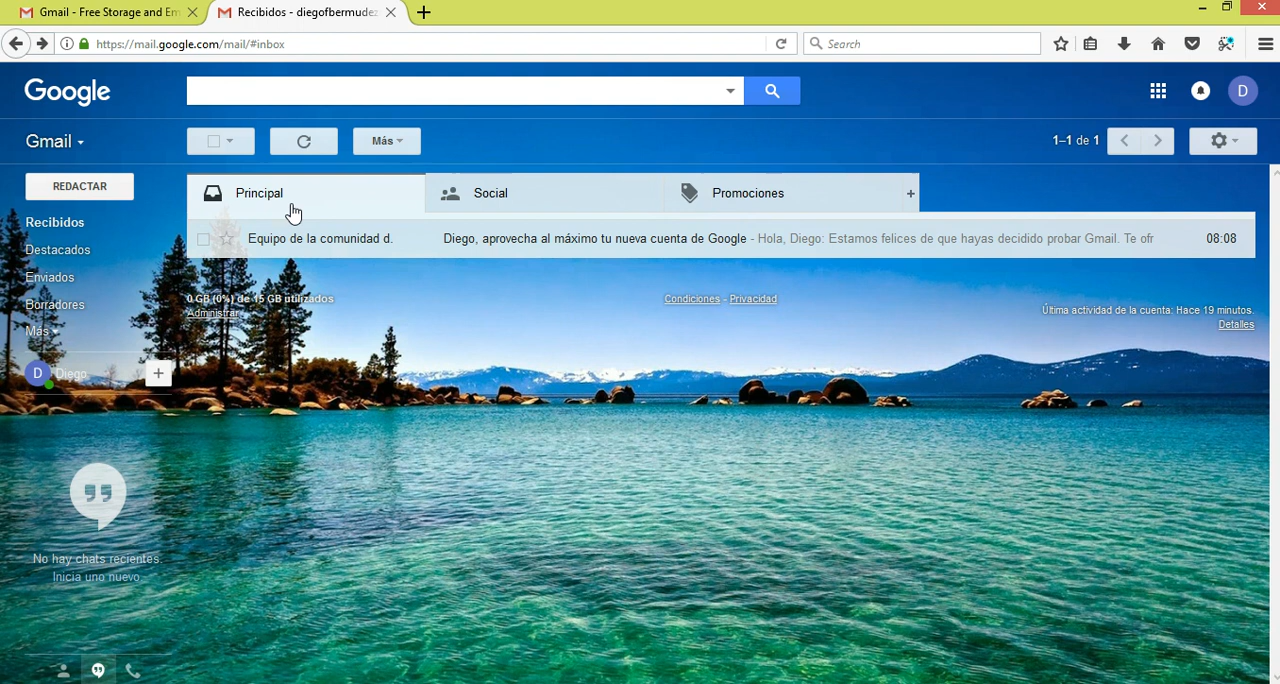 Gmail - Free Storage and Em
Recibidos - diegofbermudez
https://mail.google.com/mail/#inbox
Search
Google
D
Gmail
Más
1–1 de 1
REDACTAR
Principal
Social
Promociones
+
Recibidos
Equipo de la comunidad d.
Diego, aprovecha al máximo tu nueva cuenta de Google - Hola, Diego: Estamos felices de que hayas decidido probar Gmail. Te ofr
08:08
Destacados
Enviados
Borradores
Más
0 GB (0%) de 15 GB utilizados
Administrar
Condiciones - Privacidad
Última actividad de la cuenta: Hace 19 minutos.
Detalles
D
Diego
+
No hay chats recientes.
Inicia uno nuevo